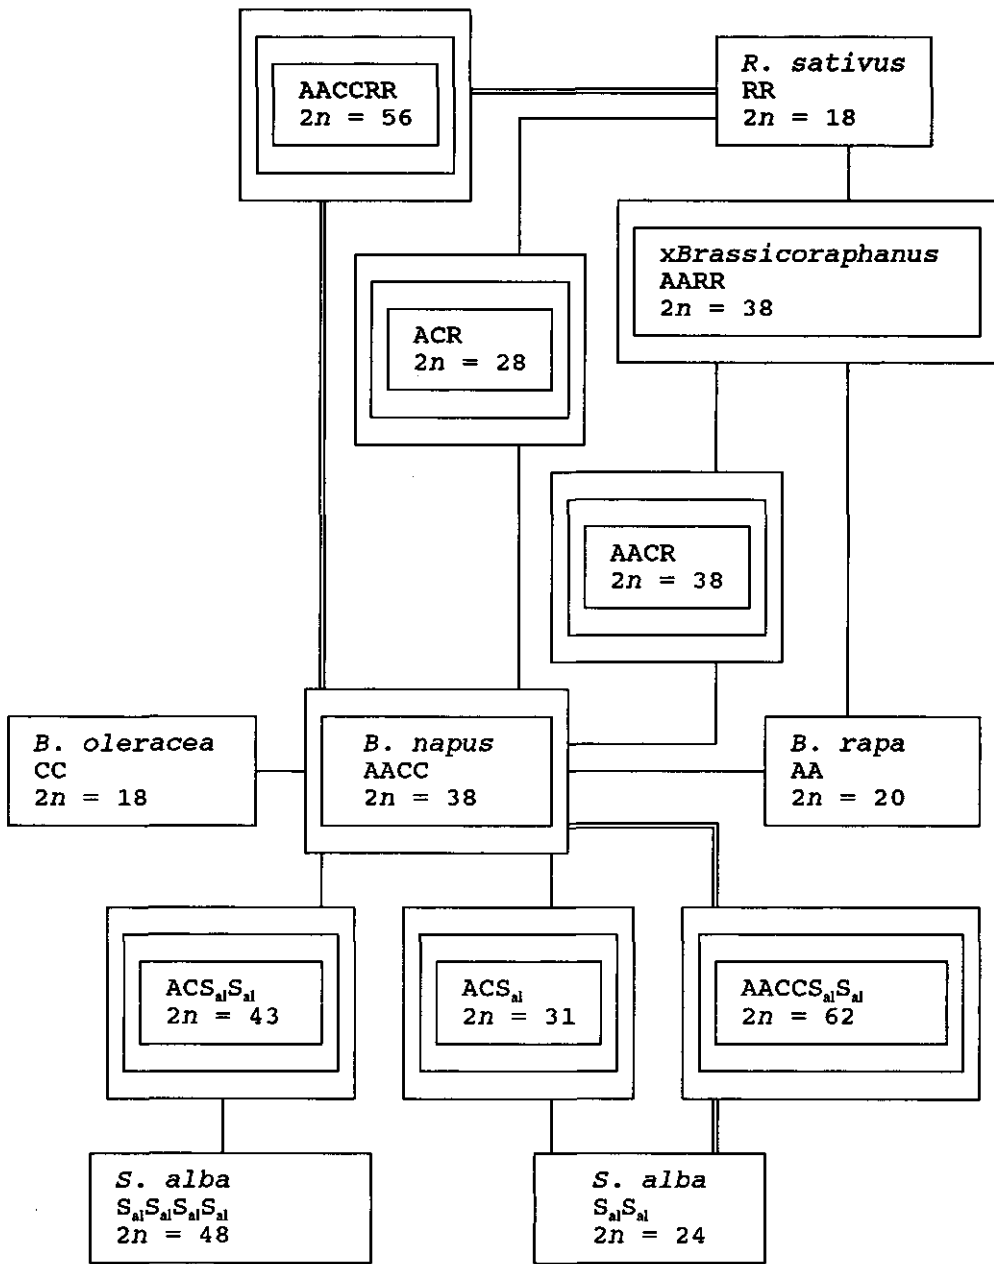 AACCRR
2n = 56
R. sativus
RR
2n = 18
xBrassicoraphanus
AARR
2n = 38
ACR
2n = 28
AACR
2n = 38
B. oleracea
CC
2n = 18
B. napus
AACC
2n = 38
B. rapa
AA
2n = 20
ACSalSal
2n = 43
ACSal
2n = 31
AACCSalSal
2n = 62
S. alba
SalSalSalSal
2n = 48
S. alba
SalSal
2n = 24